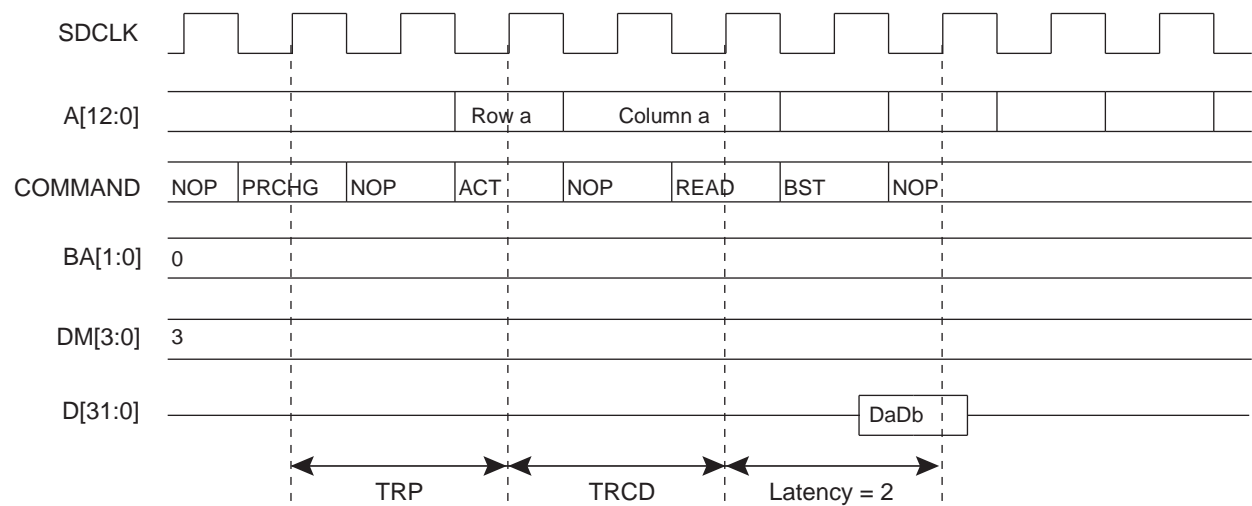 SDCLK
A[12:0] Row a Column a
COMMAND NOP PRCHG NOP ACT NOP READ BST NOP
BA[1:0] 0
DM[3:0] 3
D[31:0] DaDb
TRP TRCD Latency = 2